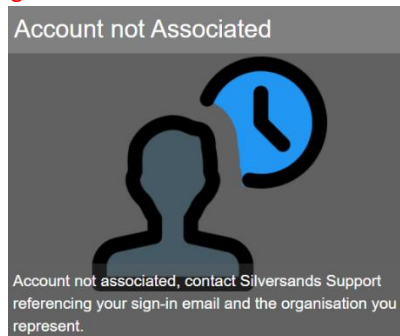 Account not Associated
Account not associated, contact Silversands Support
referencing your sign-in email and the organisation you
represent.